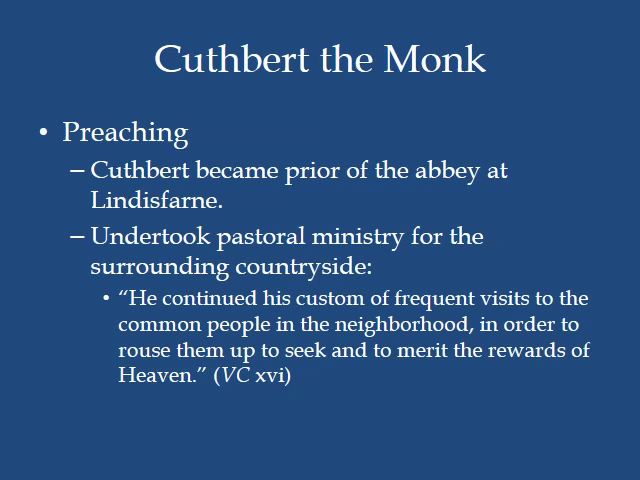 Cuthbert the Monk
• Preaching
– Cuthbert became prior of the abbey at
Lindisfarne.
– Undertook pastoral ministry for the
surrounding countryside:
• “He continued his custom of frequent visits to the
common people in the neighborhood, in order to
rouse them up to seek and to merit the rewards of
Heaven.” (VC xvi)